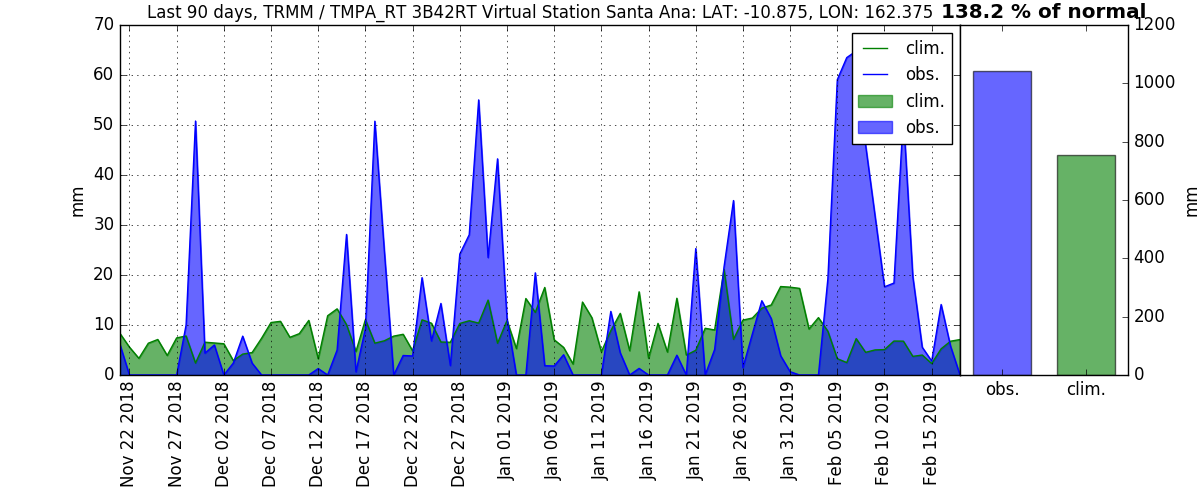 Last 90 days, TRMM / TMPA_RT 3B42RT Virtual Station Santa Ana: LAT: -10.875, LON: 162.375 138.2 % of normal
70
60
50
40
30
20
10
0
mm
clim.
obs.
clim.
obs.
1200
1000
800
600
400
200
0
mm
Nov 22 2018
Nov 27 2018
Dec 02 2018
Dec 07 2018
Dec 12 2018
Dec 17 2018
Dec 22 2018
Dec 27 2018
Jan 01 2019
Jan 06 2019
Jan 11 2019
Jan 16 2019
Jan 21 2019
Jan 26 2019
Jan 31 2019
Feb 05 2019
Feb 10 2019
Feb 15 2019
obs.
clim.